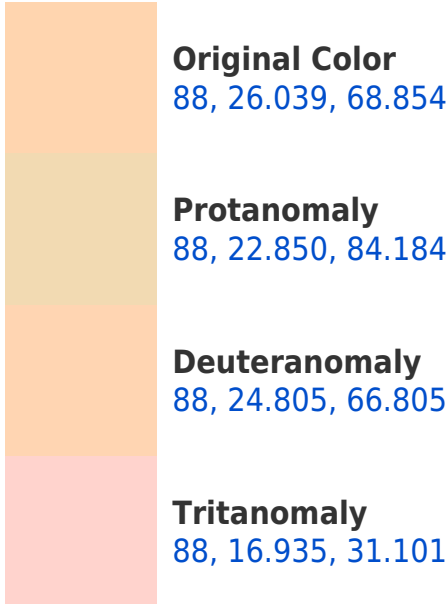 Original Color
88, 26.039, 68.854
Protanomaly
88, 22.850, 84.184
Deuteranomaly
88, 24.805, 66.805
Tritanomaly
88, 16.935, 31.101